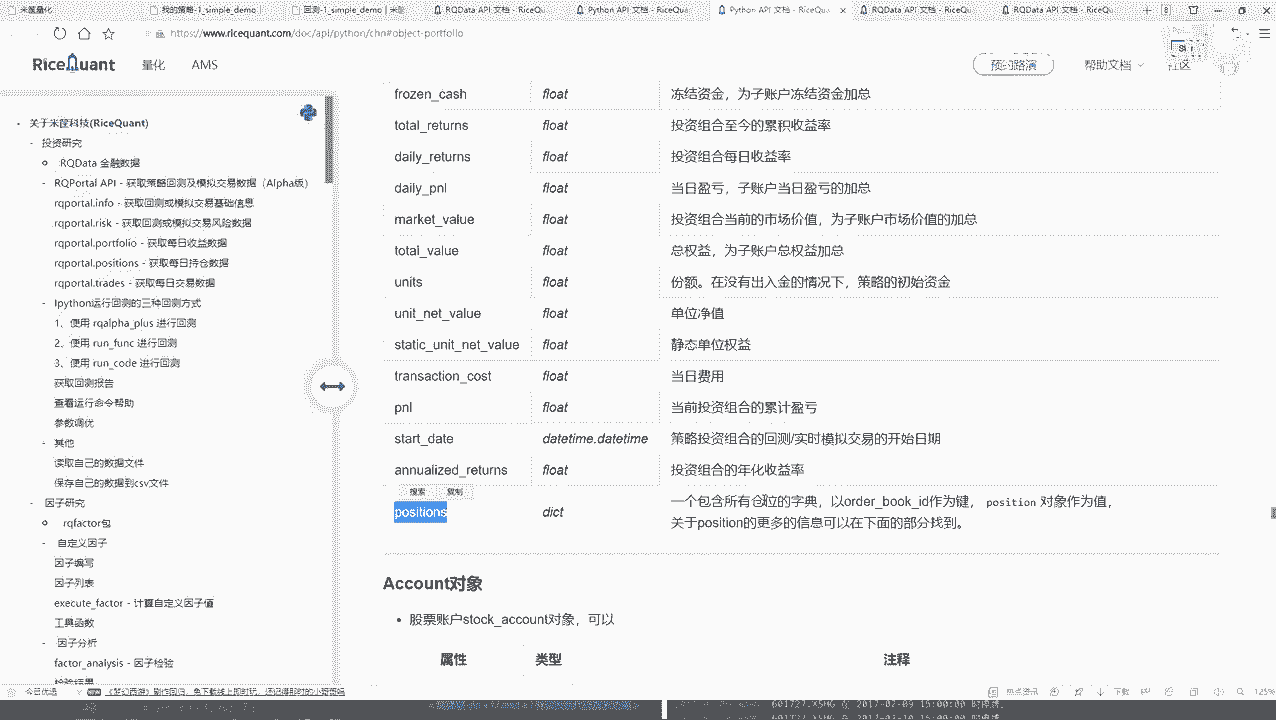 米筐量化
我的策略-1_simple_demo
回测-1_simple_demo | 米筐
RQData API 文档 - RiceQu
Python API 文档 - RiceQu
Python API 文档 - RiceQu
RQData API 文档 - RiceQu
RQData API 文档 - RiceQu
https://www.ricequant.com/doc/api/python/chn#object-portfolio
RiceQuant 量化 AMS 帮助文档 社区
关于米筐科技(RiceQuant)
投资研究
RQData 金融数据
RQPortal API - 获取策略回测及模拟交易数据（Alpha版）
rqportal.info - 获取回测或模拟交易基础信息
rqportal.risk - 获取回测或模拟交易风险数据
rqportal.portfolio - 获取每日收益数据
rqportal.positions - 获取每日持仓数据
rqportal.trades - 获取每日交易数据
Ipython运行回测的三种回测方式
1、使用 rqalpha_plus 进行回测
2、使用 run_func 进行回测
3、使用 run_code 进行回测
获取回测报告
查看运行命令帮助
参数调优
其他
读取自己的数据文件
保存自己的数据到csv文件
因子研究
rqfactor包
自定义因子
因子编写
因子列表
execute_factor - 计算自定义因子值
工具函数
因子分析
factor_analysis - 因子检验
检验结果
frozen_cash float 冻结资金，为子账户冻结资金加总
total_returns float 投资组合至今的累积收益率
daily_returns float 投资组合每日收益率
daily_pnl float 当日盈亏，子账户当日盈亏的加总
market_value float 投资组合当前的市场价值，为子账户市场价值的加总
total_value float 总权益，为子账户总权益加总
units float 份额。在没有出入金的情况下，策略的初始资金
unit_net_value float 单位净值
static_unit_net_value float 静态单位权益
transaction_cost float 当日费用
pnl float 当前投资组合的累计盈亏
start_date datetime.datetime 策略投资组合的回测/实时模拟交易的开始日期
annualized_returns float 投资组合的年化收益率
搜索 复制
positions dict 一个包含所有仓位的字典，以order_book_id作为键， position 对象作为值，
关于position的更多的信息可以在下面的部分找到。
Account对象
股票账户stock_account对象，可以
属性 类型 注释
今日优选
热点资讯 下载 125%